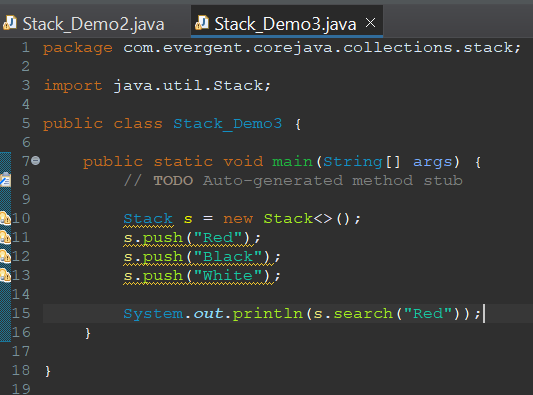 Stack_Demo2.java Stack_Demo3.java
1 package com.evergent.corejava.collections.stack;
2
3 import java.util.Stack;
4
5 public class Stack_Demo3 {
6
7 public static void main(String[] args) {
8 // TODO Auto-generated method stub
9
10 Stack s = new Stack<>();
11 s.push("Red");
12 s.push("Black");
13 s.push("White");
14
15 System.out.println(s.search("Red"));
16 }
17
18 }
19